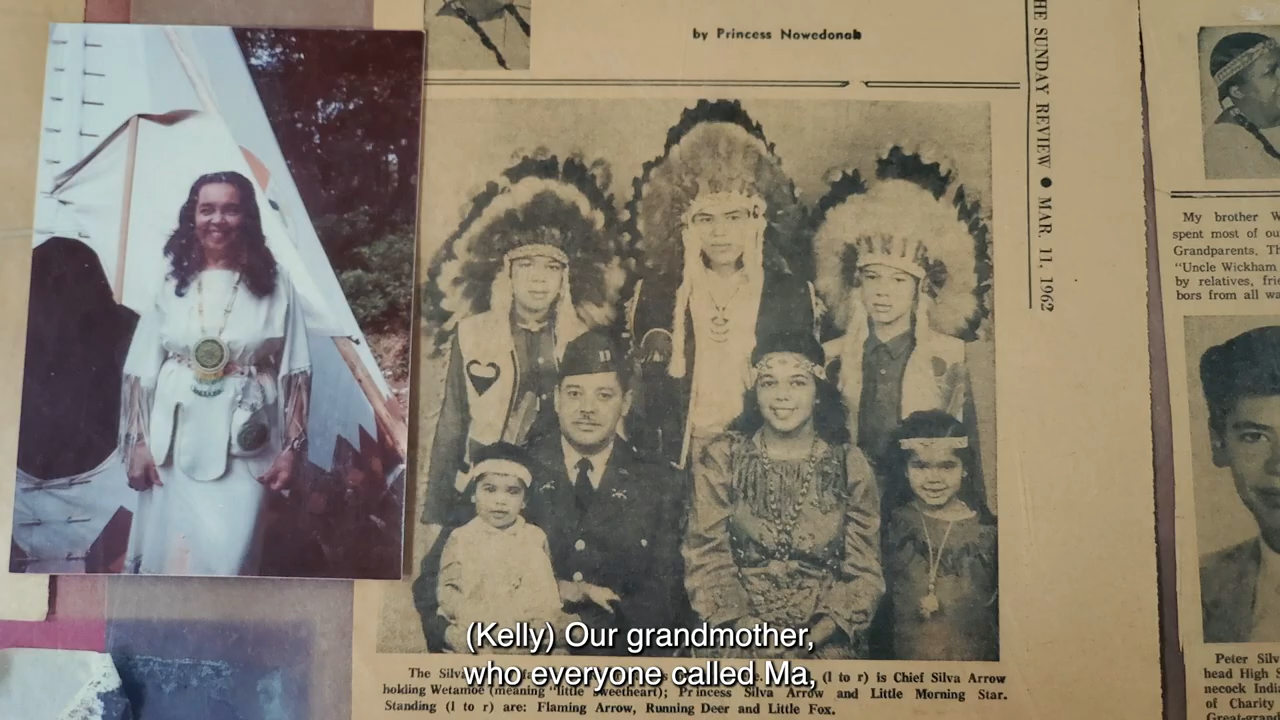 by Princess Nowedonah
THE SUNDAY REVIEW ● MAR. 11, 1962
My brother W
spent most of ou
Grandparents, Th
"Uncle Wickham
by relatives, frie
bors from all wa
The Silv (l to r) is Chief Silva Arrow
holding Wetamoe (meaning "little sweetheart); Princess Silva Arrow and Little Morning Star.
Standing (l to r) are: Flaming Arrow, Running Deer and Little Fox.
Peter Silv
head High S
necock Indi
of Charity
Great-grand
(Kelly) Our grandmother,
who everyone called Ma,